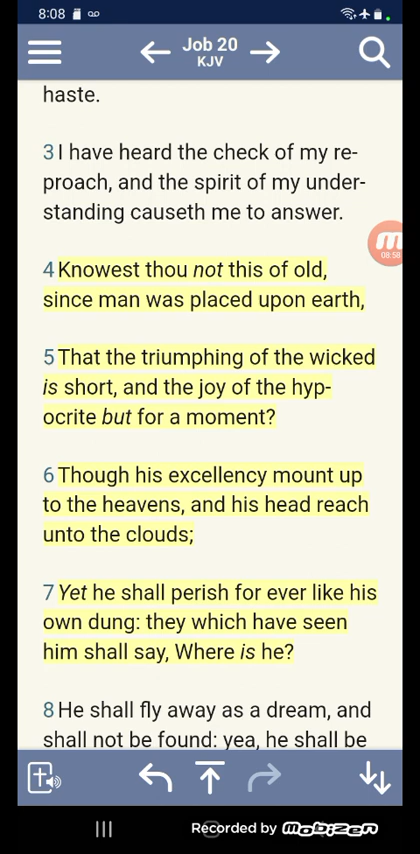 8:08
Job 20
KJV
haste.
3 I have heard the check of my re-
proach, and the spirit of my under-
standing causeth me to answer.
08:58
4 Knowest thou not this of old,
since man was placed upon earth,
5 That the triumphing of the wicked
is short, and the joy of the hyp-
ocrite but for a moment?
6 Though his excellency mount up
to the heavens, and his head reach
unto the clouds;
7 Yet he shall perish for ever like his
own dung: they which have seen
him shall say, Where is he?
8 He shall fly away as a dream, and
shall not be found: yea, he shall be
Recorded by mobizen